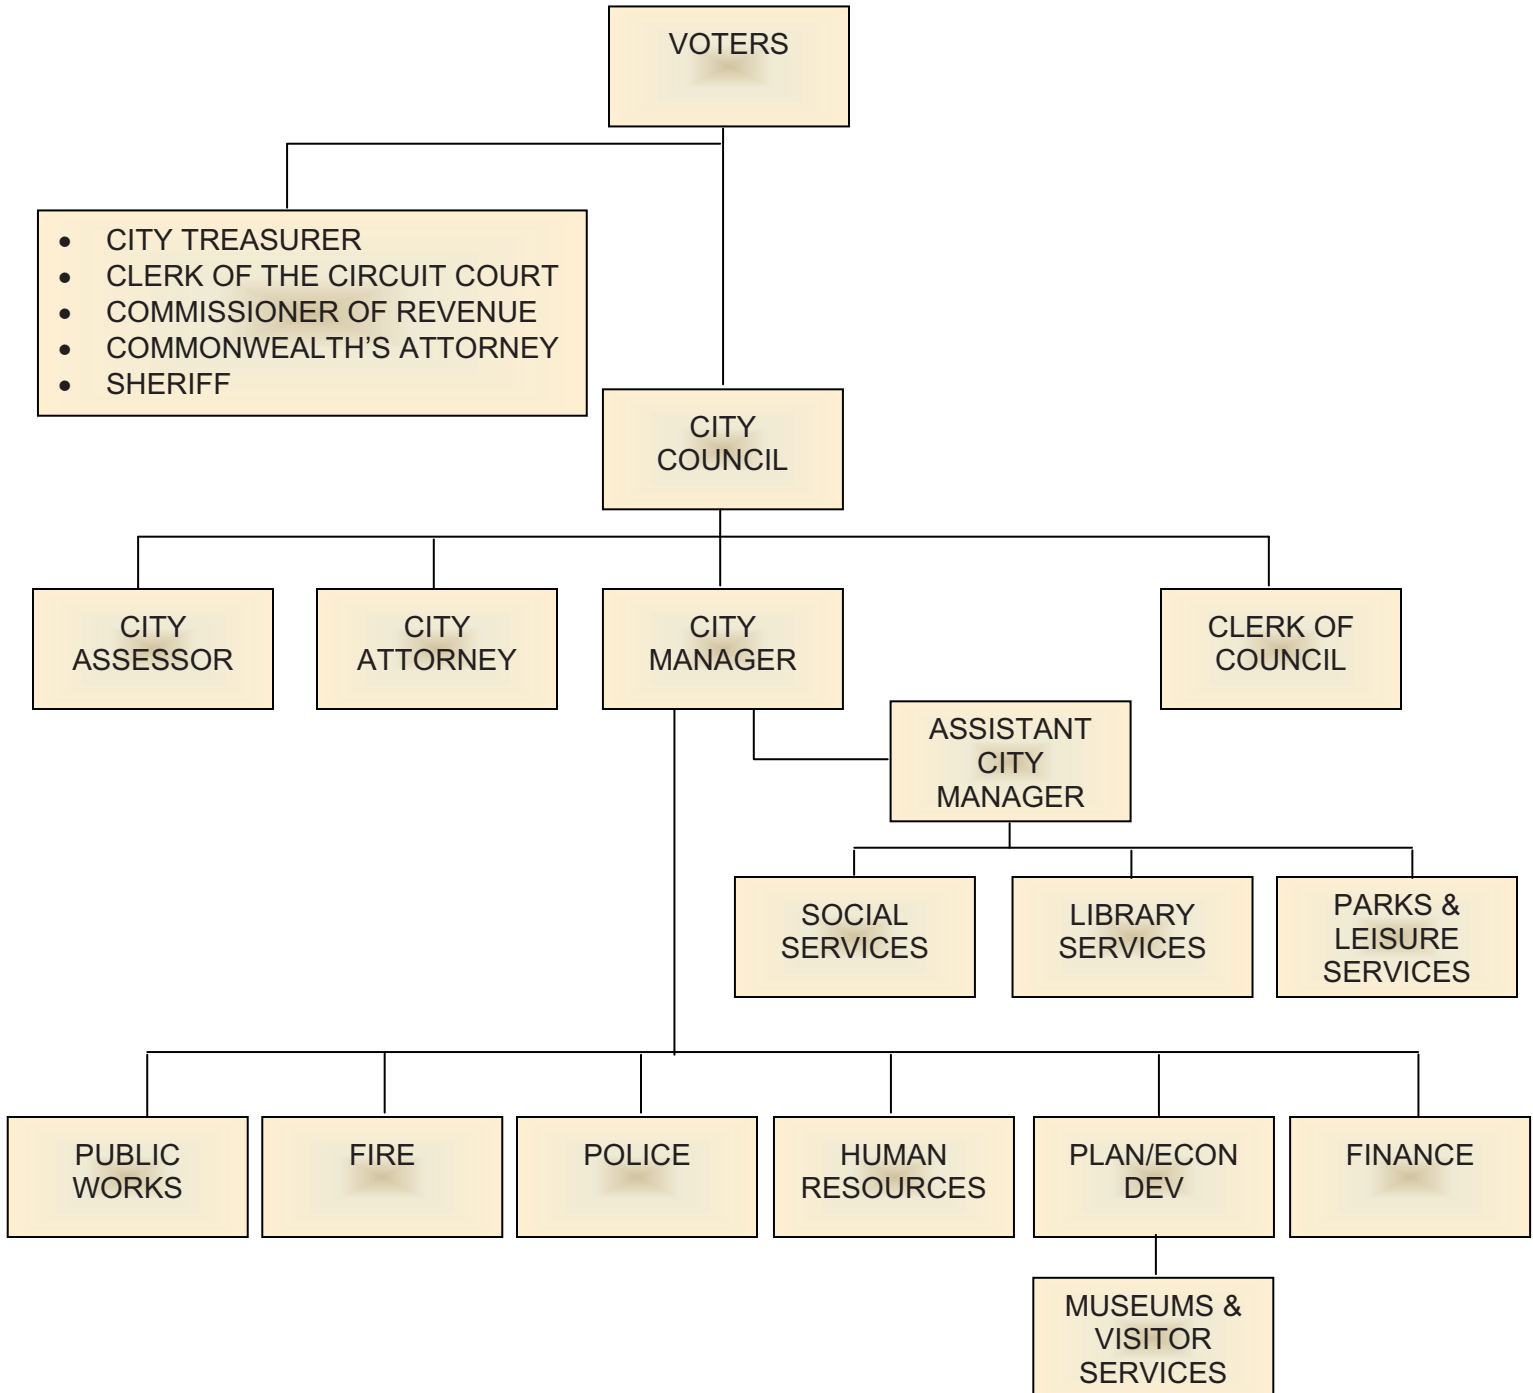 VOTERS
• CITY TREASURER
• CLERK OF THE CIRCUIT COURT
• COMMISSIONER OF REVENUE
• COMMONWEALTH’S ATTORNEY
• SHERIFF
CITY
COUNCIL
CITY
ASSESSOR
CITY
ATTORNEY
CITY
MANAGER
CLERK OF
COUNCIL
ASSISTANT
CITY
MANAGER
SOCIAL
SERVICES
LIBRARY
SERVICES
PARKS &
LEISURE
SERVICES
PUBLIC
WORKS
FIRE
POLICE
HUMAN
RESOURCES
PLAN/ECON
DEV
FINANCE
MUSEUMS &
VISITOR
SERVICES